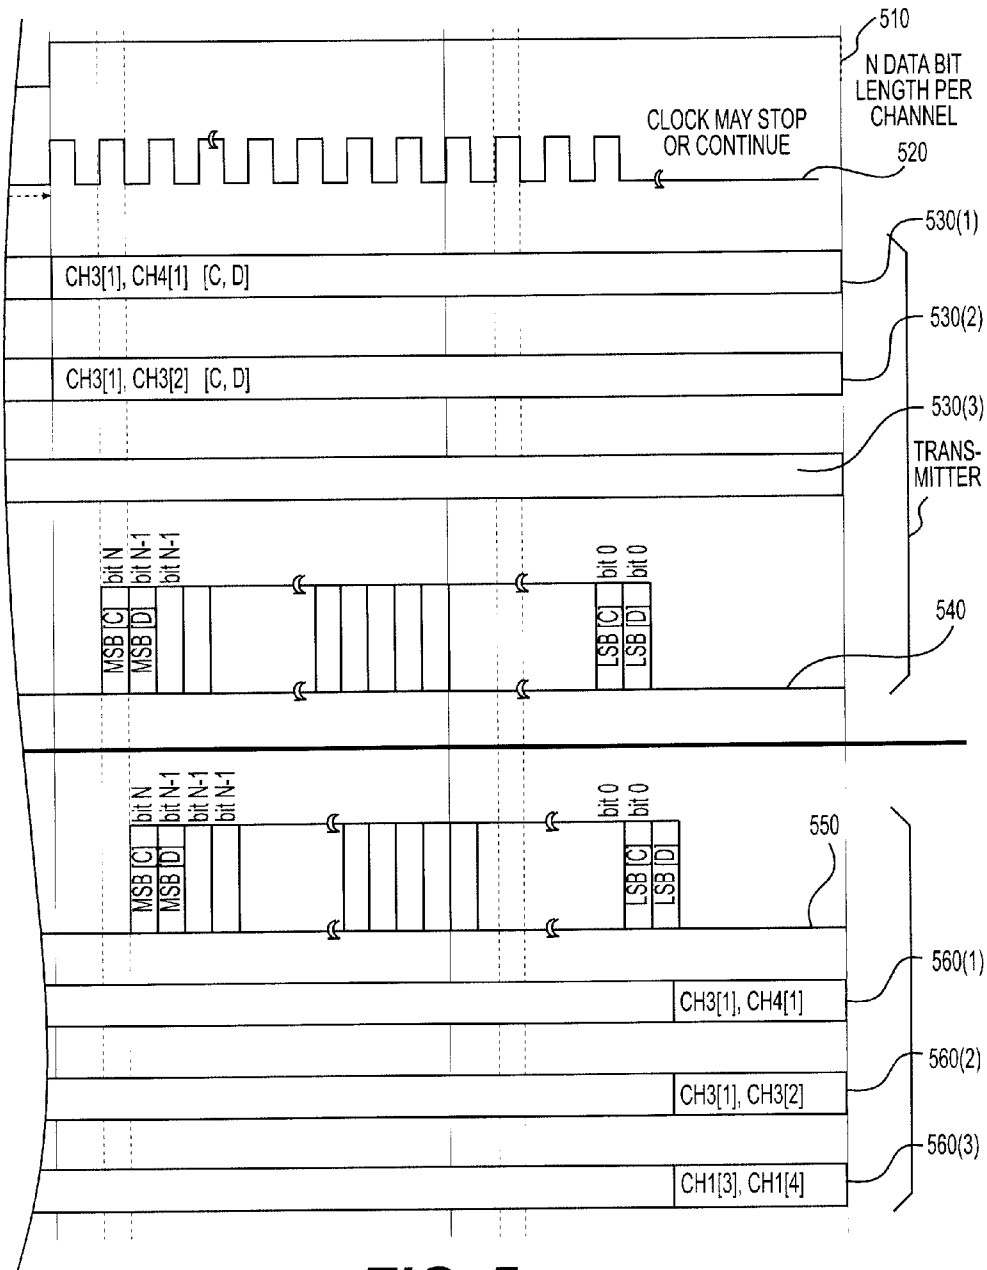 510
N DATA BIT
LENGTH PER
CHANNEL
CLOCK MAY STOP
OR CONTINUE
520
530(1)
CH3[1], CH4[1] [C, D]
530(2)
CH3[1], CH3[2] [C, D]
530(3)
TRANS-
MITTER
bit N
bit N-1
bit N-1
bit 0
bit 0
MSB [C]
MSB [D]
LSB [C]
LSB [D]
540
bit N
bit N-1
bit N-1
bit N-1
bit 0
bit 0
MSB [C]
MSB [D]
LSB [C]
LSB [D]
550
560(1)
CH3[1], CH4[1]
560(2)
CH3[1], CH3[2]
560(3)
CH1[3], CH1[4]